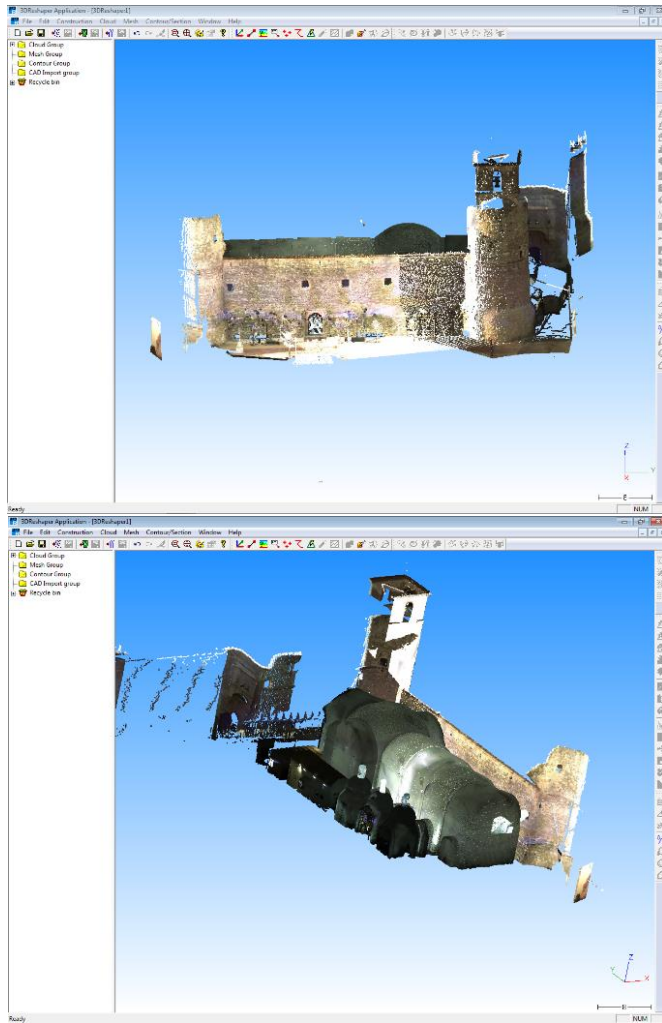 3DReshaper Application - [3DReshaper1]
File Edit Construction Cloud Mesh Contour/Section Window Help
Cloud Group
Mesh Group
Contour Group
CAD Import group
Recycle bin
Z
Y
X
Ready
NUM
3DReshaper Application - [3DReshaper1]
File Edit Construction Cloud Mesh Contour/Section Window Help
Cloud Group
Mesh Group
Contour Group
CAD Import group
Recycle bin
Z
Y
X
Ready
NUM